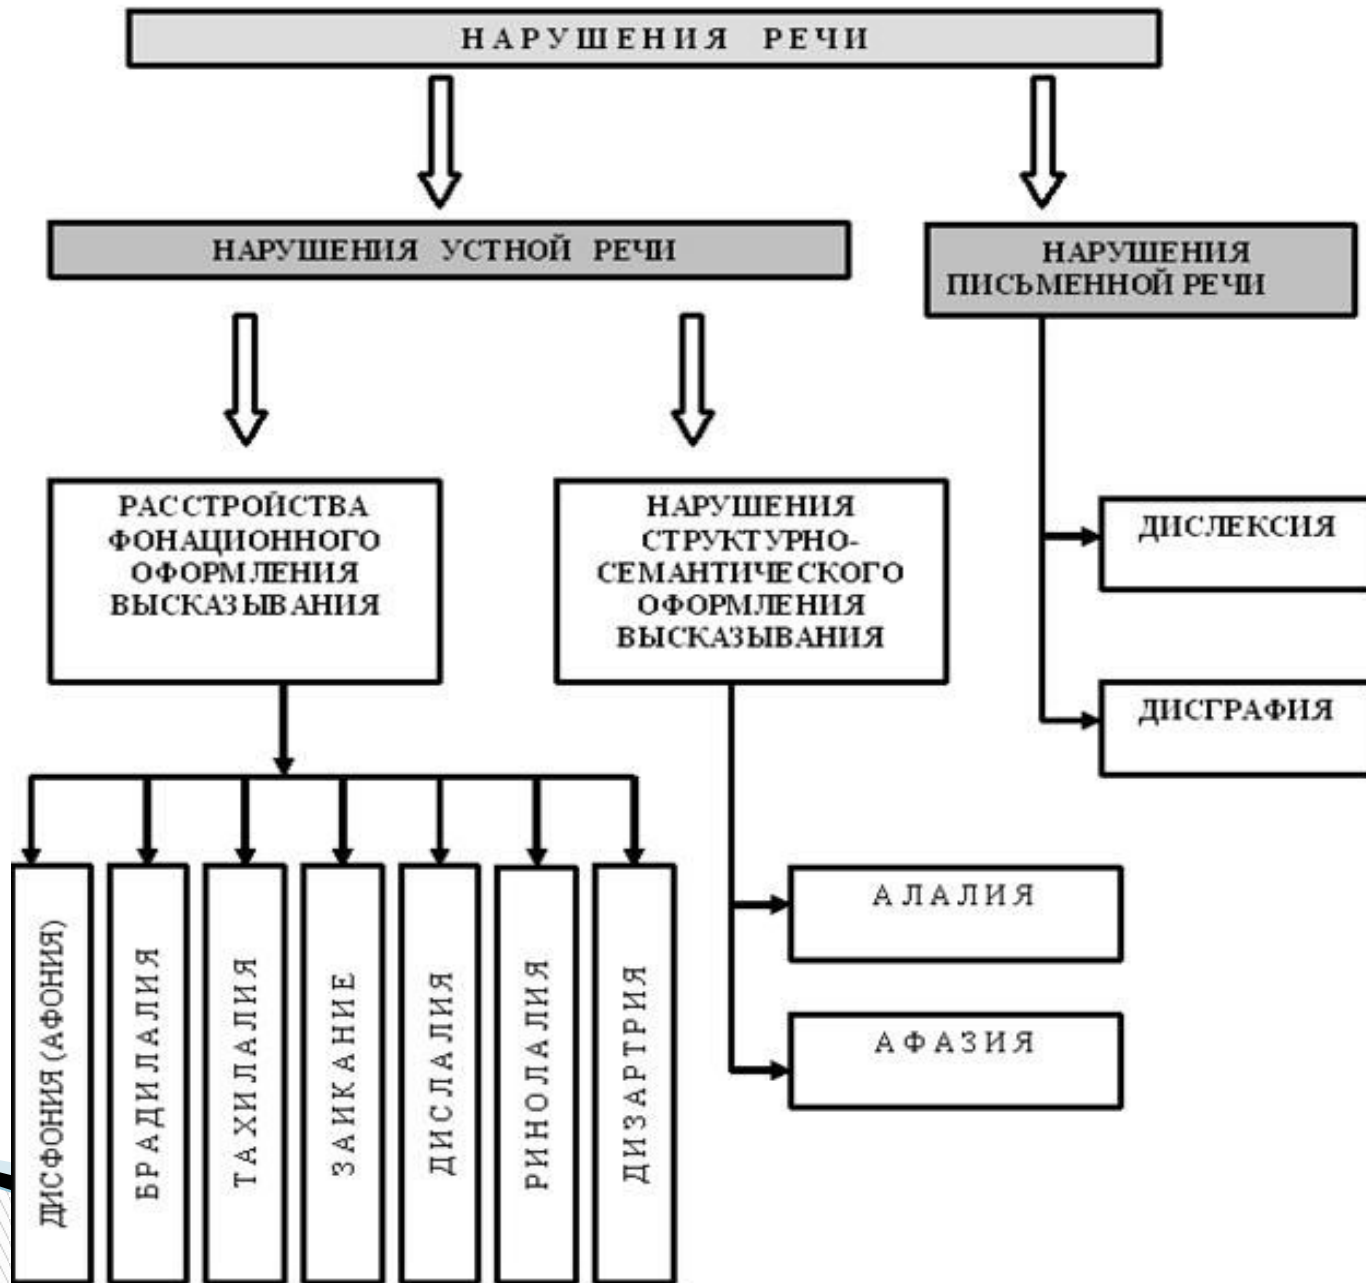 НАРУШЕНИЯ РЕЧИ
НАРУШЕНИЯ УСТНОЙ РЕЧИ
НАРУШЕНИЯ
ПИСЬМЕННОЙ РЕЧИ
РАССТРОЙСТВА
ФОНАЦИОННОГО
ОФОРМЛЕНИЯ
ВЫСКАЗЫВАНИЯ
НАРУШЕНИЯ
СТРУКТУРНО-
СЕМАНТИЧЕСКОГО
ОФОРМЛЕНИЯ
ВЫСКАЗЫВАНИЯ
ДИСЛЕКСИЯ
ДИСГРАФИЯ
ДИСФОНИЯ (АФОНИЯ)
БРАДИЛАЛИЯ
ТАХИЛАЛИЯ
ЗАИКАНИЕ
ДИСЛАЛИЯ
РИНОЛАЛИЯ
ДИЗАРТРИЯ
АЛАЛИЯ
АФАЗИЯ